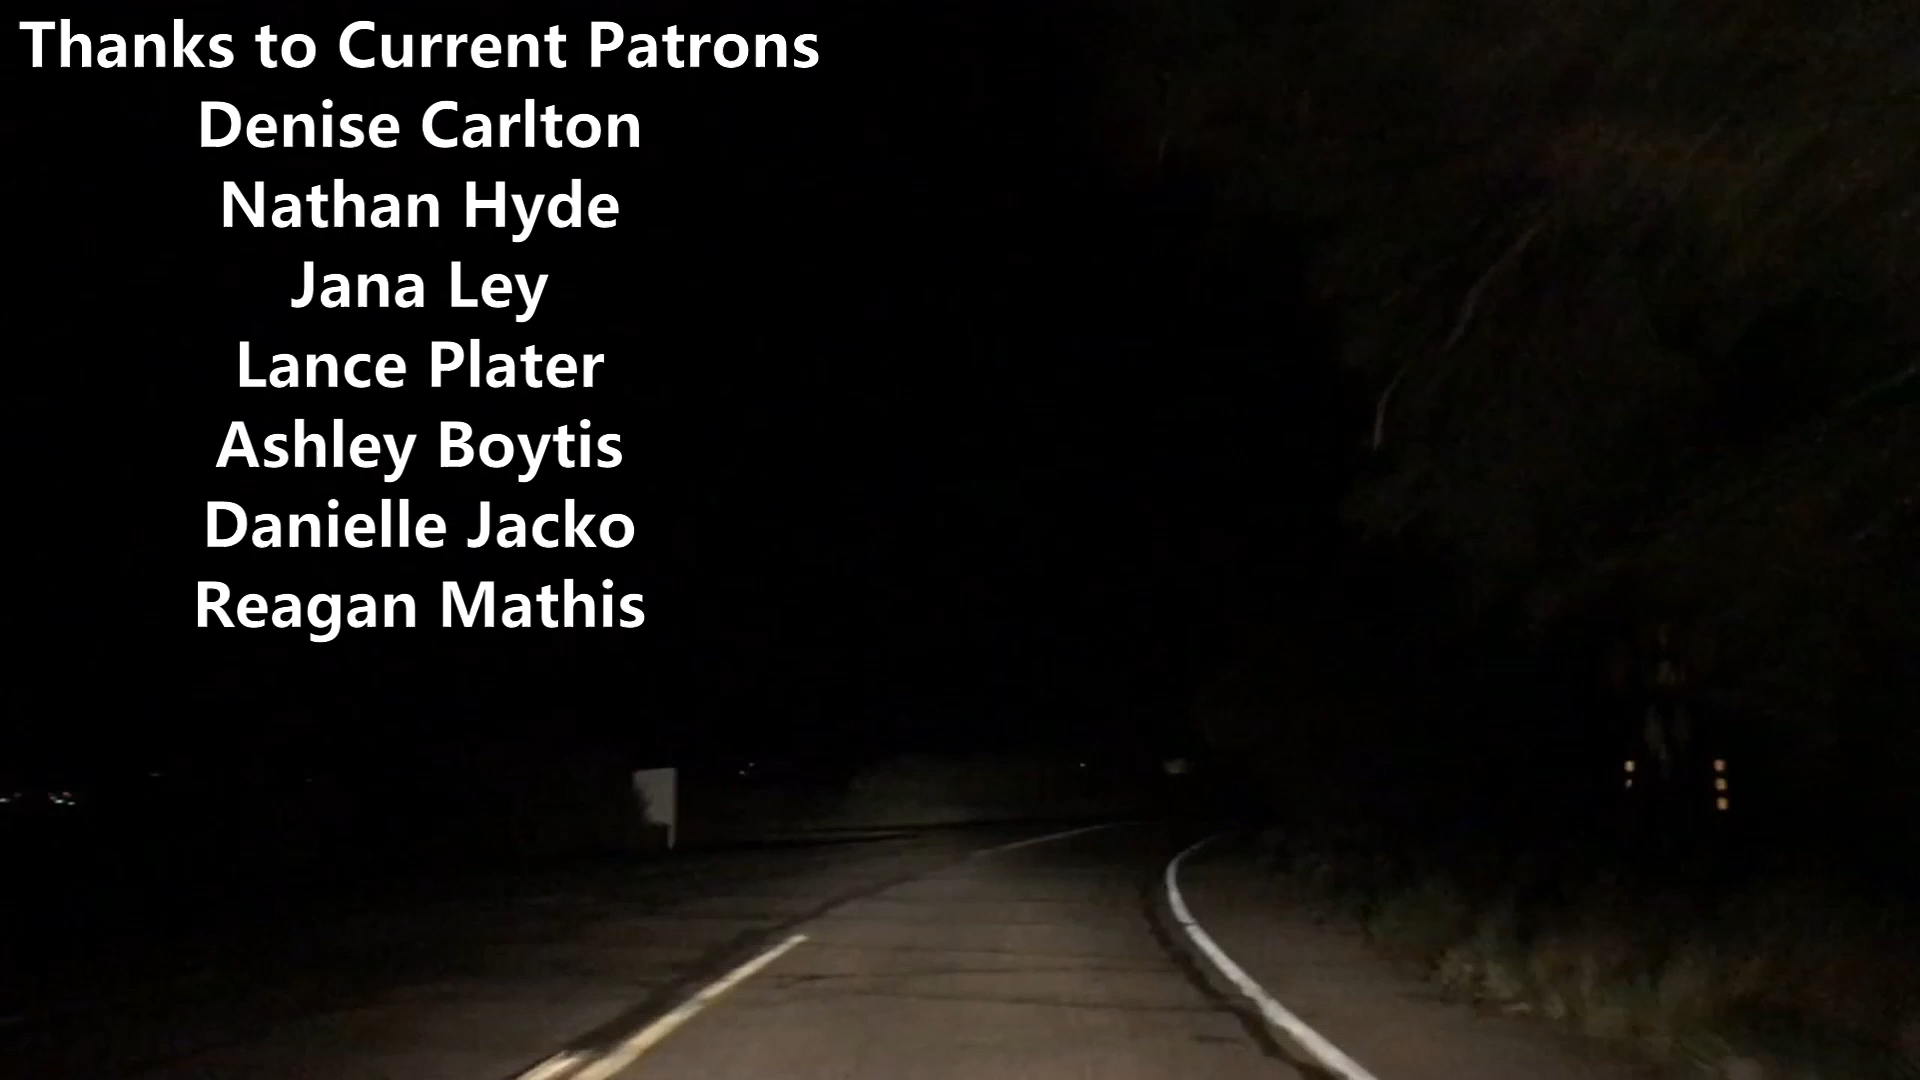 Thanks to Current Patrons
Denise Carlton
Nathan Hyde
Jana Ley
Lance Plater
Ashley Boytis
Danielle Jacko
Reagan Mathis